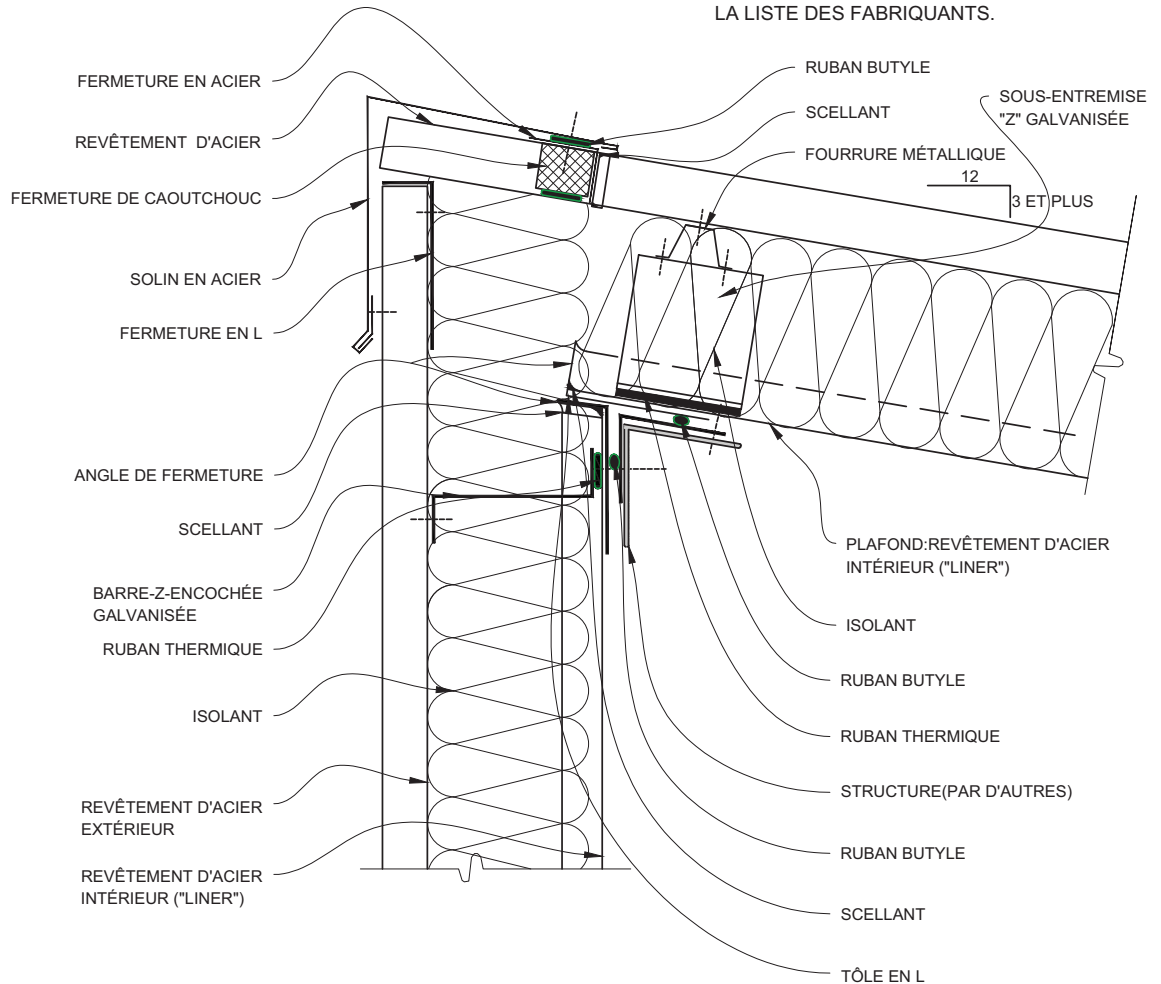 LA LISTE DES FABRIQUANTS.
FERMETURE EN ACIER
REVÊTEMENT D'ACIER
FERMETURE DE CAOUTCHOUC
SOLIN EN ACIER
FERMETURE EN L
ANGLE DE FERMETURE
SCELLANT
BARRE-Z-ENCOCHÉE
GALVANISÉE
RUBAN THERMIQUE
ISOLANT
REVÊTEMENT D'ACIER
EXTÉRIEUR
REVÊTEMENT D'ACIER
INTÉRIEUR ("LINER")
RUBAN BUTYLE
SCELLANT
FOURRURE MÉTALLIQUE
SOUS-ENTREMISE
"Z" GALVANISÉE
12
3 ET PLUS
PLAFOND:REVÊTEMENT D'ACIER
INTÉRIEUR ("LINER")
ISOLANT
RUBAN BUTYLE
RUBAN THERMIQUE
STRUCTURE(PAR D'AUTRES)
RUBAN BUTYLE
SCELLANT
TÔLE EN L